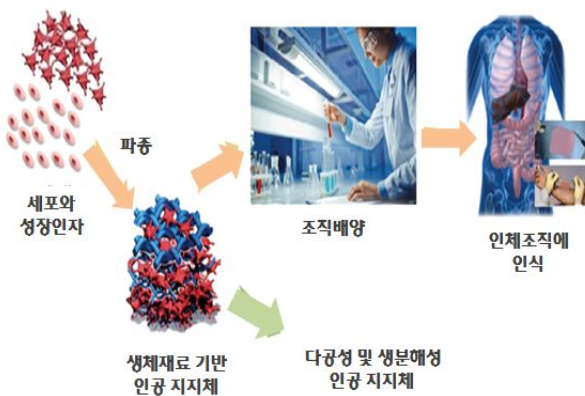 파종
세포와
성장인자
조직배양
인체조직에
인식
생체재료 기반
인공 지지체
다공성 및 생분해성
인공 지지체